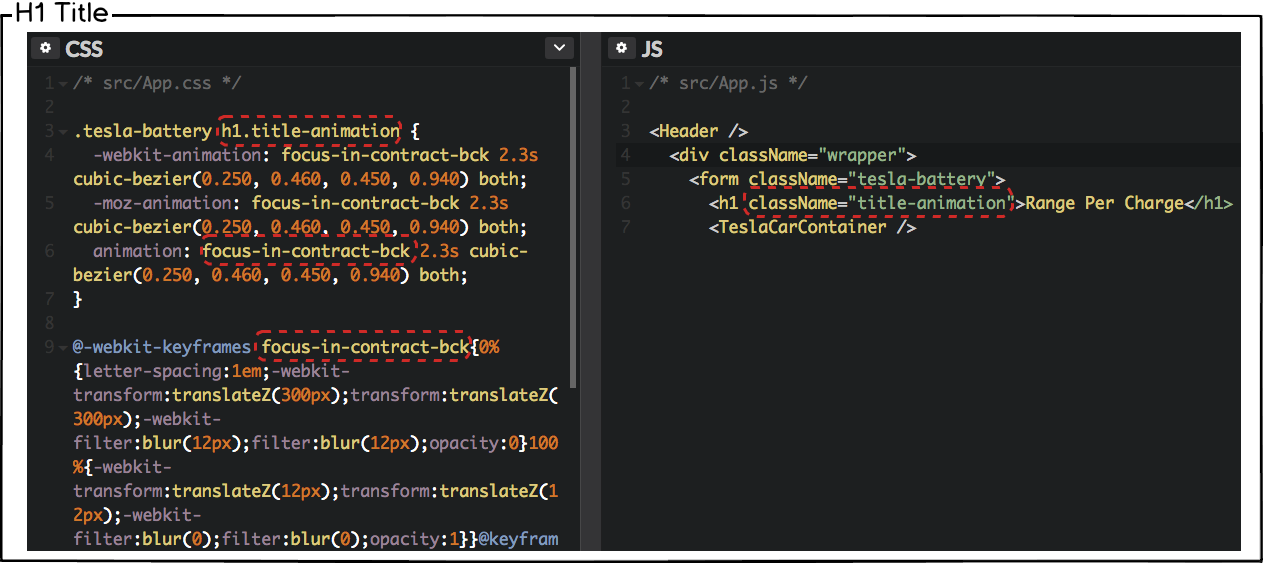 H1 Title
CSS
1 /* src/App.css */
2
3 .tesla-battery h1.title-animation {
4 -webkit-animation: focus-in-contract-bck 2.3s
cubic-bezier(0.250, 0.460, 0.450, 0.940) both;
5 -moz-animation: focus-in-contract-bck 2.3s
cubic-bezier(0.250, 0.460, 0.450, 0.940) both;
6 animation: focus-in-contract-bck 2.3s cubic-
bezier(0.250, 0.460, 0.450, 0.940) both;
7 }
8
9 @-webkit-keyframes focus-in-contract-bck{0%
{letter-spacing:1em;-webkit-
transform:translateZ(300px);transform:translateZ(
300px);-webkit-
filter:blur(12px);filter:blur(12px);opacity:0}100
%{-webkit-
transform:translateZ(12px);transform:translateZ(1
2px);-webkit-
filter:blur(0);filter:blur(0);opacity:1}}@keyfram
JS
1 /* src/App.js */
2
3 <Header />
4 <div className="wrapper">
5 <form className="tesla-battery">
6 <h1 className="title-animation">Range Per Charge</h1>
7 <TeslaCarContainer />